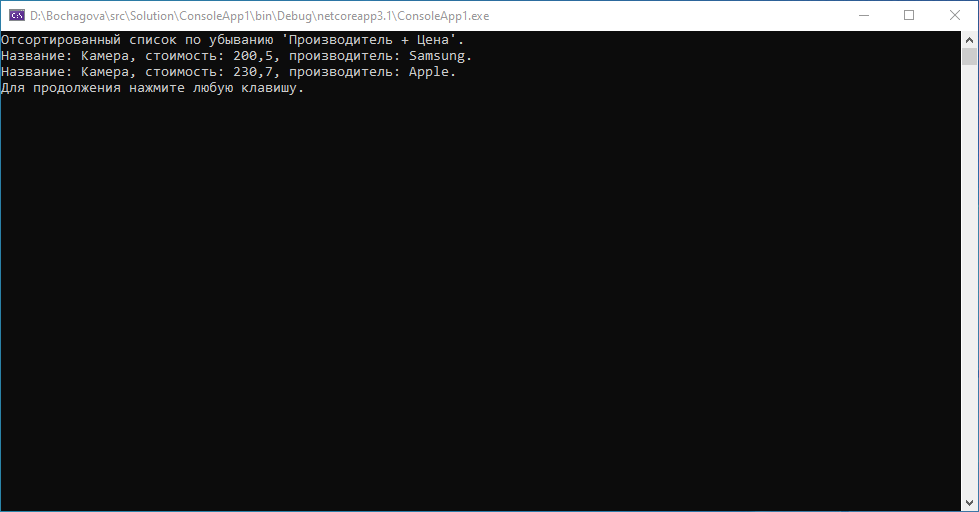 D:\Bochagova\src\Solution\ConsoleApp1\bin\Debug\netcoreapp3.1\ConsoleApp1.exe
Отсортированный список по убыванию 'Производитель + Цена'.
Название: Камера, стоимость: 200,5, производитель: Samsung.
Название: Камера, стоимость: 230,7, производитель: Apple.
Для продолжения нажмите любую клавишу.